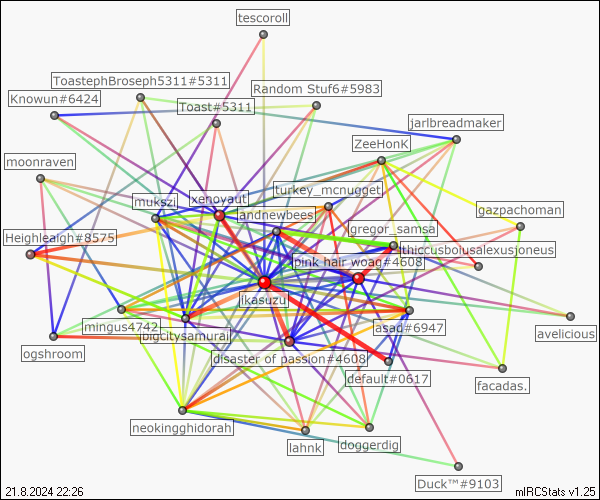 tescoroll
ToastephBroseph5311#5311
Random Stuf6#5983
Knowun#6424
Toast#5311
jarlbreadmaker
ZeeHonK
moonraven
turkey_mcnugget
xenovaut
mukszi
landnewbees
gazpachoman
gregor_samsa
Heighleaigh#8575
thiccusbolusalexusjoneus
pink hair woag#4608
ikasuzu
mingus4742
asad#6947
avelicious
bigcitysamurai
ogshroom
disaster of passion#4608
default#0617
facadas.
neokingghidorah
lahnk
doggerdig
Duck™#9103
21.8.2024 22:26
mIRCStats v1.25